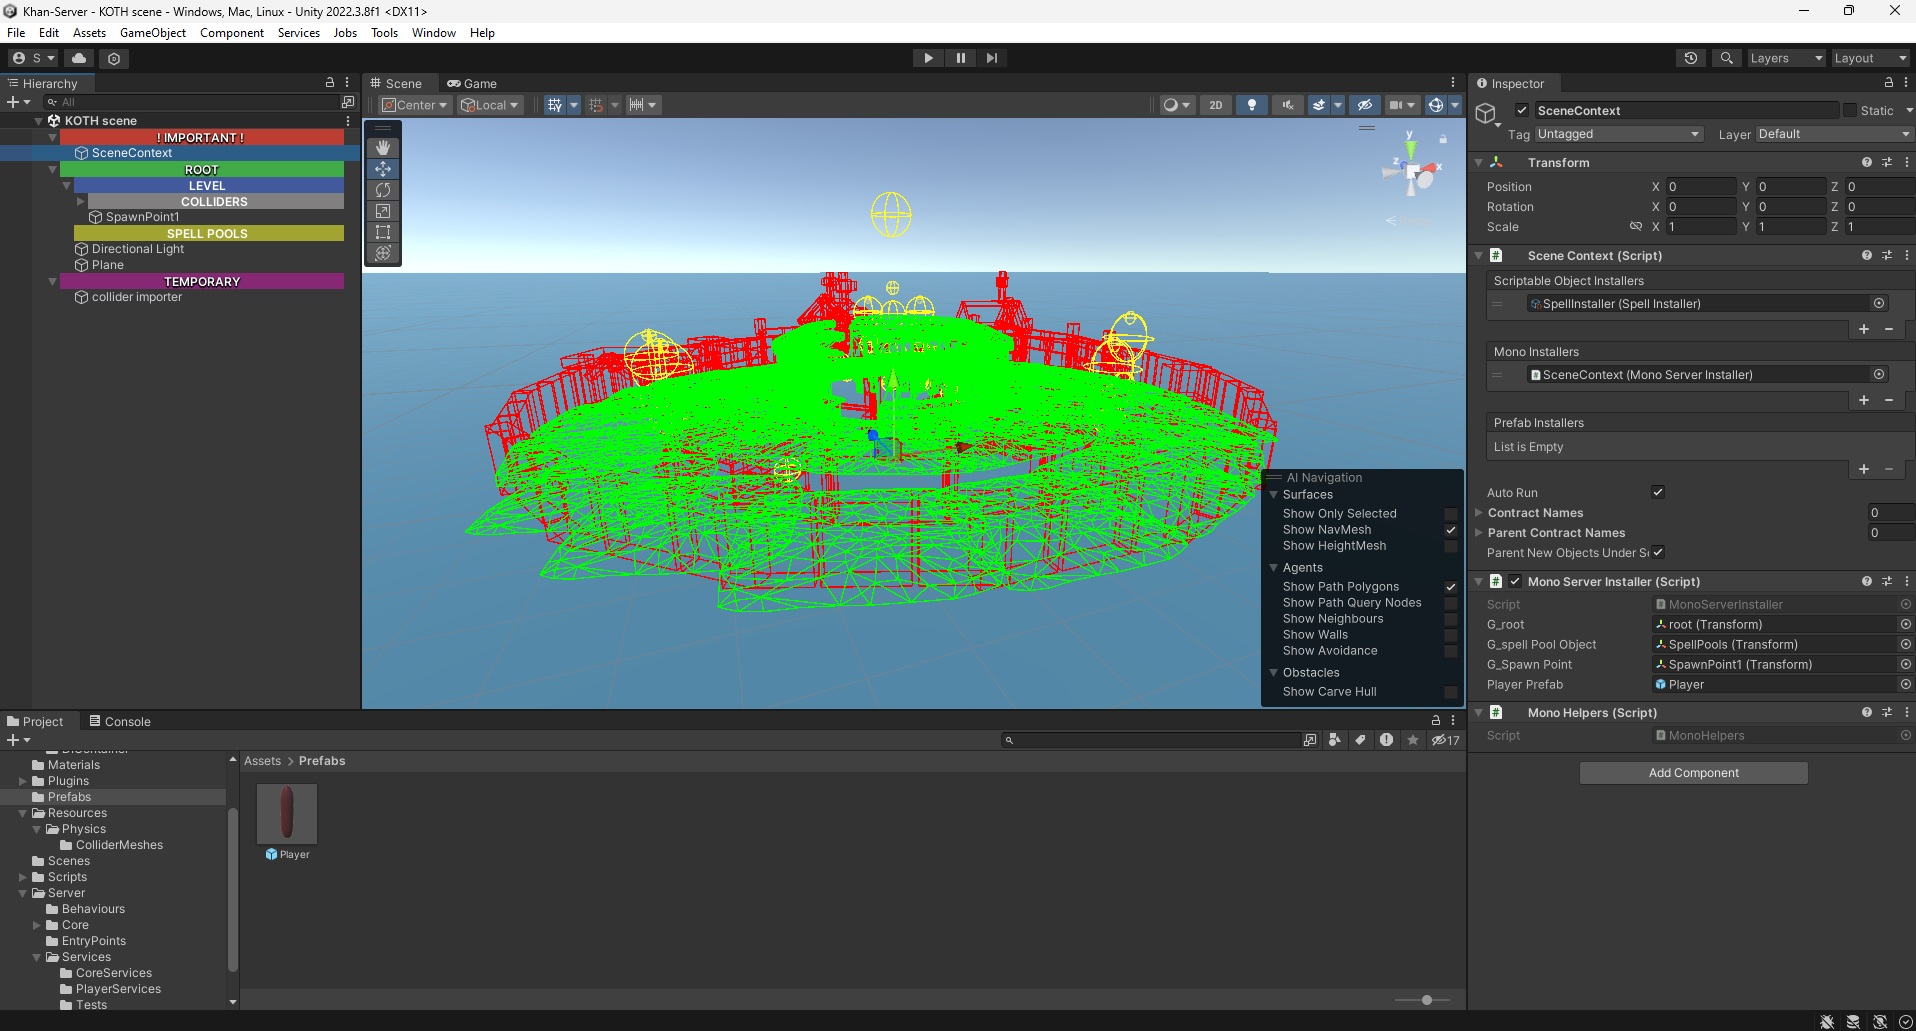 Khan-Server - KOTH scene - Windows, Mac, Linux - Unity 2022.3.8f1 <DX11>
File Edit Assets GameObject Component Services Jobs Tools Window Help
S
Layers
Layout
Hierarchy
All
KOTH scene
! IMPORTANT !
SceneContext
ROOT
LEVEL
COLLIDERS
SpawnPoint1
SPELL POOLS
Directional Light
Plane
TEMPORARY
collider importer
Scene
Game
Center
Local
2D
y
z
x
AI Navigation
Surfaces
Show Only Selected
Show NavMesh
Show HeightMesh
Agents
Show Path Polygons
Show Path Query Nodes
Show Neighbours
Show Walls
Show Avoidance
Obstacles
Show Carve Hull
Inspector
SceneContext
Static
Tag Untagged
Layer Default
Transform
Position X 0 Y 0 Z 0
Rotation X 0 Y 0 Z 0
Scale X 1 Y 1 Z 1
Scene Context (Script)
Scriptable Object Installers
SpellInstaller (Spell Installer)
Mono Installers
SceneContext (Mono Server Installer)
Prefab Installers
List is Empty
Auto Run
Contract Names 0
Parent Contract Names 0
Parent New Objects Under Sc
Mono Server Installer (Script)
Script MonoServerInstaller
G_root root (Transform)
G_spell Pool Object SpellPools (Transform)
G_Spawn Point SpawnPoint1 (Transform)
Player Prefab Player
Mono Helpers (Script)
Script MonoHelpers
Add Component
Project
Console
17
DIContainer
Materials
Plugins
Prefabs
Resources
Physics
ColliderMeshes
Scenes
Scripts
Server
Behaviours
Core
EntryPoints
Services
CoreServices
PlayerServices
Tests
Assets > Prefabs
Player